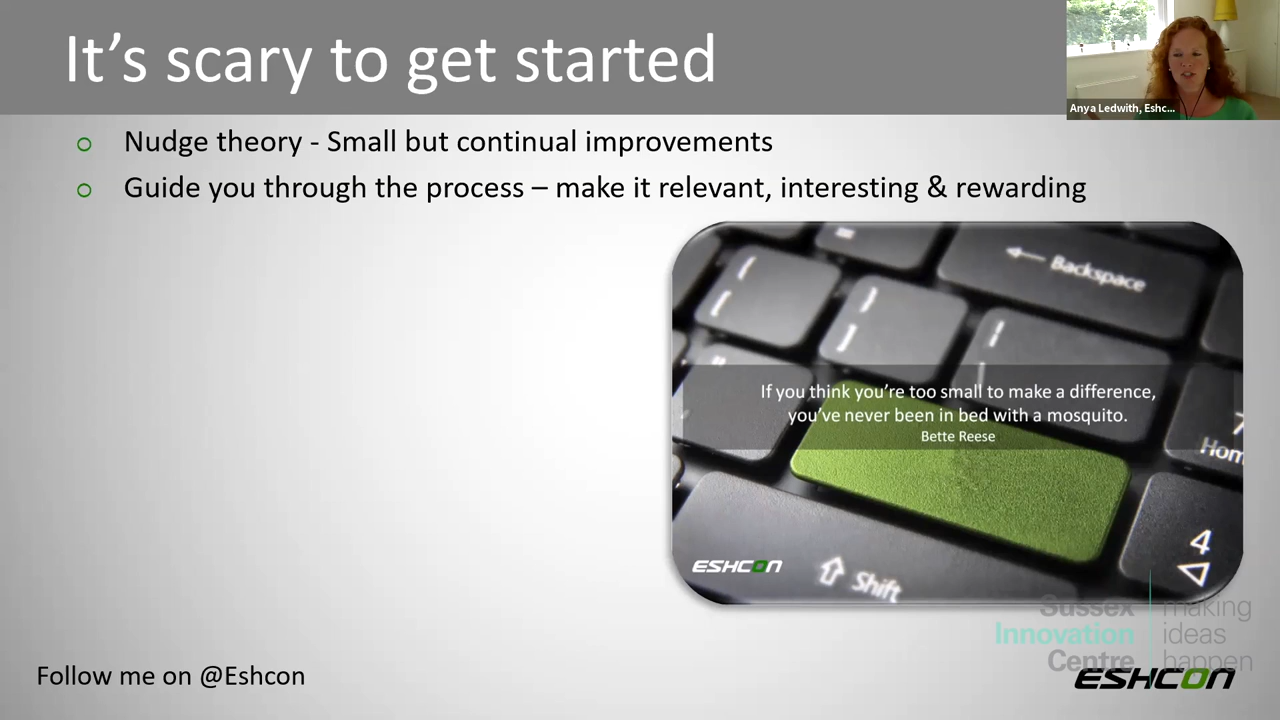 It's scary to get started
Anya Ledwith, Eshc...
Nudge theory - Small but continual improvements
Guide you through the process – make it relevant, interesting & rewarding
Backspace
If you think you're too small to make a difference,
you've never been in bed with a mosquito.
Bette Reese
7
Hom
4
ESHCON
Shift
Sussex
Innovation
Centre
making
ideas
happen
Follow me on @Eshcon
ESHCON